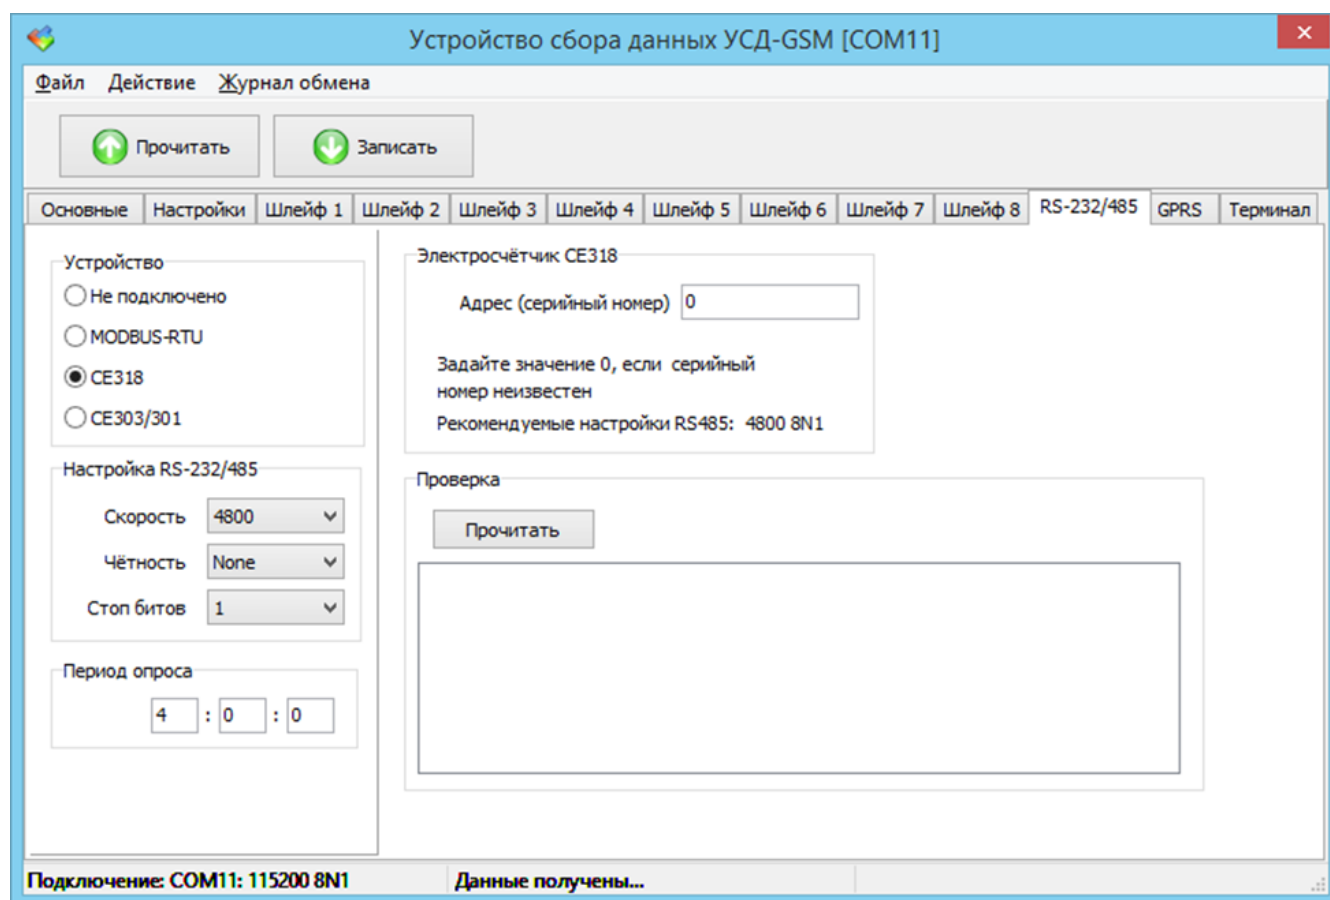 Устройство сбора данных УСД-GSM [COM11]
Файл Действие Журнал обмена
Прочитать Записать
Основные Настройки Шлейф 1 Шлейф 2 Шлейф 3 Шлейф 4 Шлейф 5 Шлейф 6 Шлейф 7 Шлейф 8 RS-232/485 GPRS Терминал
Устройство
Не подключено
MODBUS-RTU
CE318
CE303/301
Настройка RS-232/485
Скорость 4800
Чётность None
Стоп битов 1
Период опроса
4 : 0 : 0
Электросчётчик CE318
Адрес (серийный номер) 0
Задайте значение 0, если серийный
номер неизвестен
Рекомендуемые настройки RS485: 4800 8N1
Проверка
Прочитать
Подключение: COM11: 115200 8N1 Данные получены...